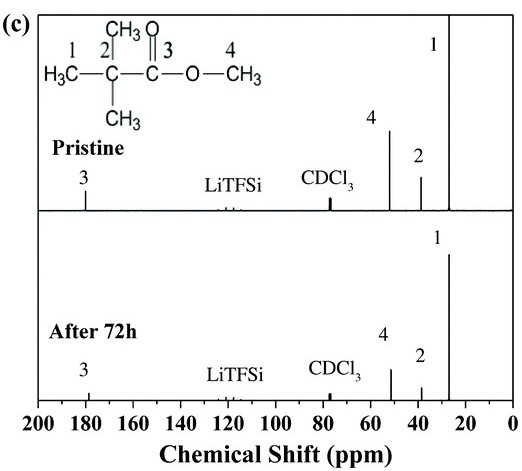 (c)
CH₃ O
1 2 3 4 1
H₃C C C O CH₃
CH₃
Pristine
4
2
3
LiTFSi
CDCl₃
1
After 72h
4
2
3
LiTFSi
CDCl₃
200 180 160 140 120 100 80 60 40 20 0
Chemical Shift (ppm)